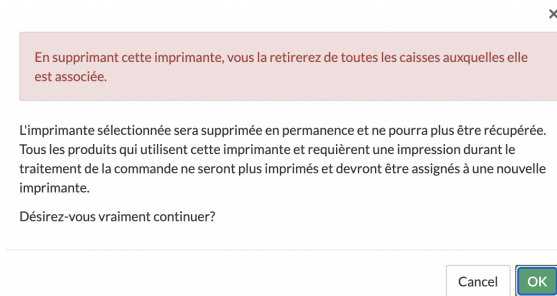 En supprimant cette imprimante, vous la retirerez de toutes les caisses auxquelles elle
est associée.
L'imprimante sélectionnée sera supprimée en permanence et ne pourra plus être récupérée.
Tous les produits qui utilisent cette imprimante et requièrent une impression durant le
traitement de la commande ne seront plus imprimés et devront être assignés à une nouvelle
imprimante.
Désirez-vous vraiment continuer?
Cancel OK